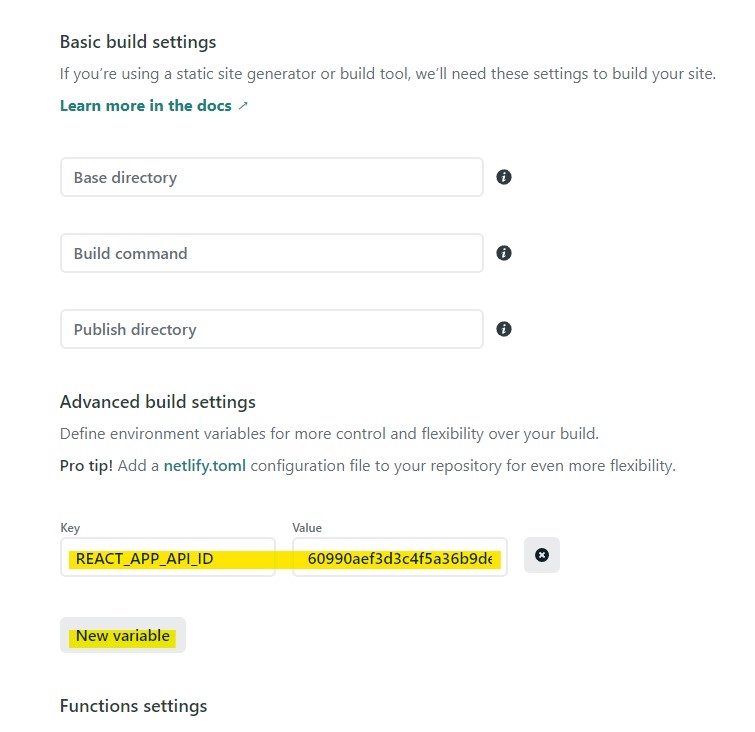 Basic build settings
If you're using a static site generator or build tool, we'll need these settings to build your site.
Learn more in the docs ↗
Base directory
Build command
Publish directory
Advanced build settings
Define environment variables for more control and flexibility over your build.
Pro tip! Add a netlify.toml configuration file to your repository for even more flexibility.
Key Value
REACT_APP_API_ID 60990aef3d3c4f5a36b9de
New variable
Functions settings